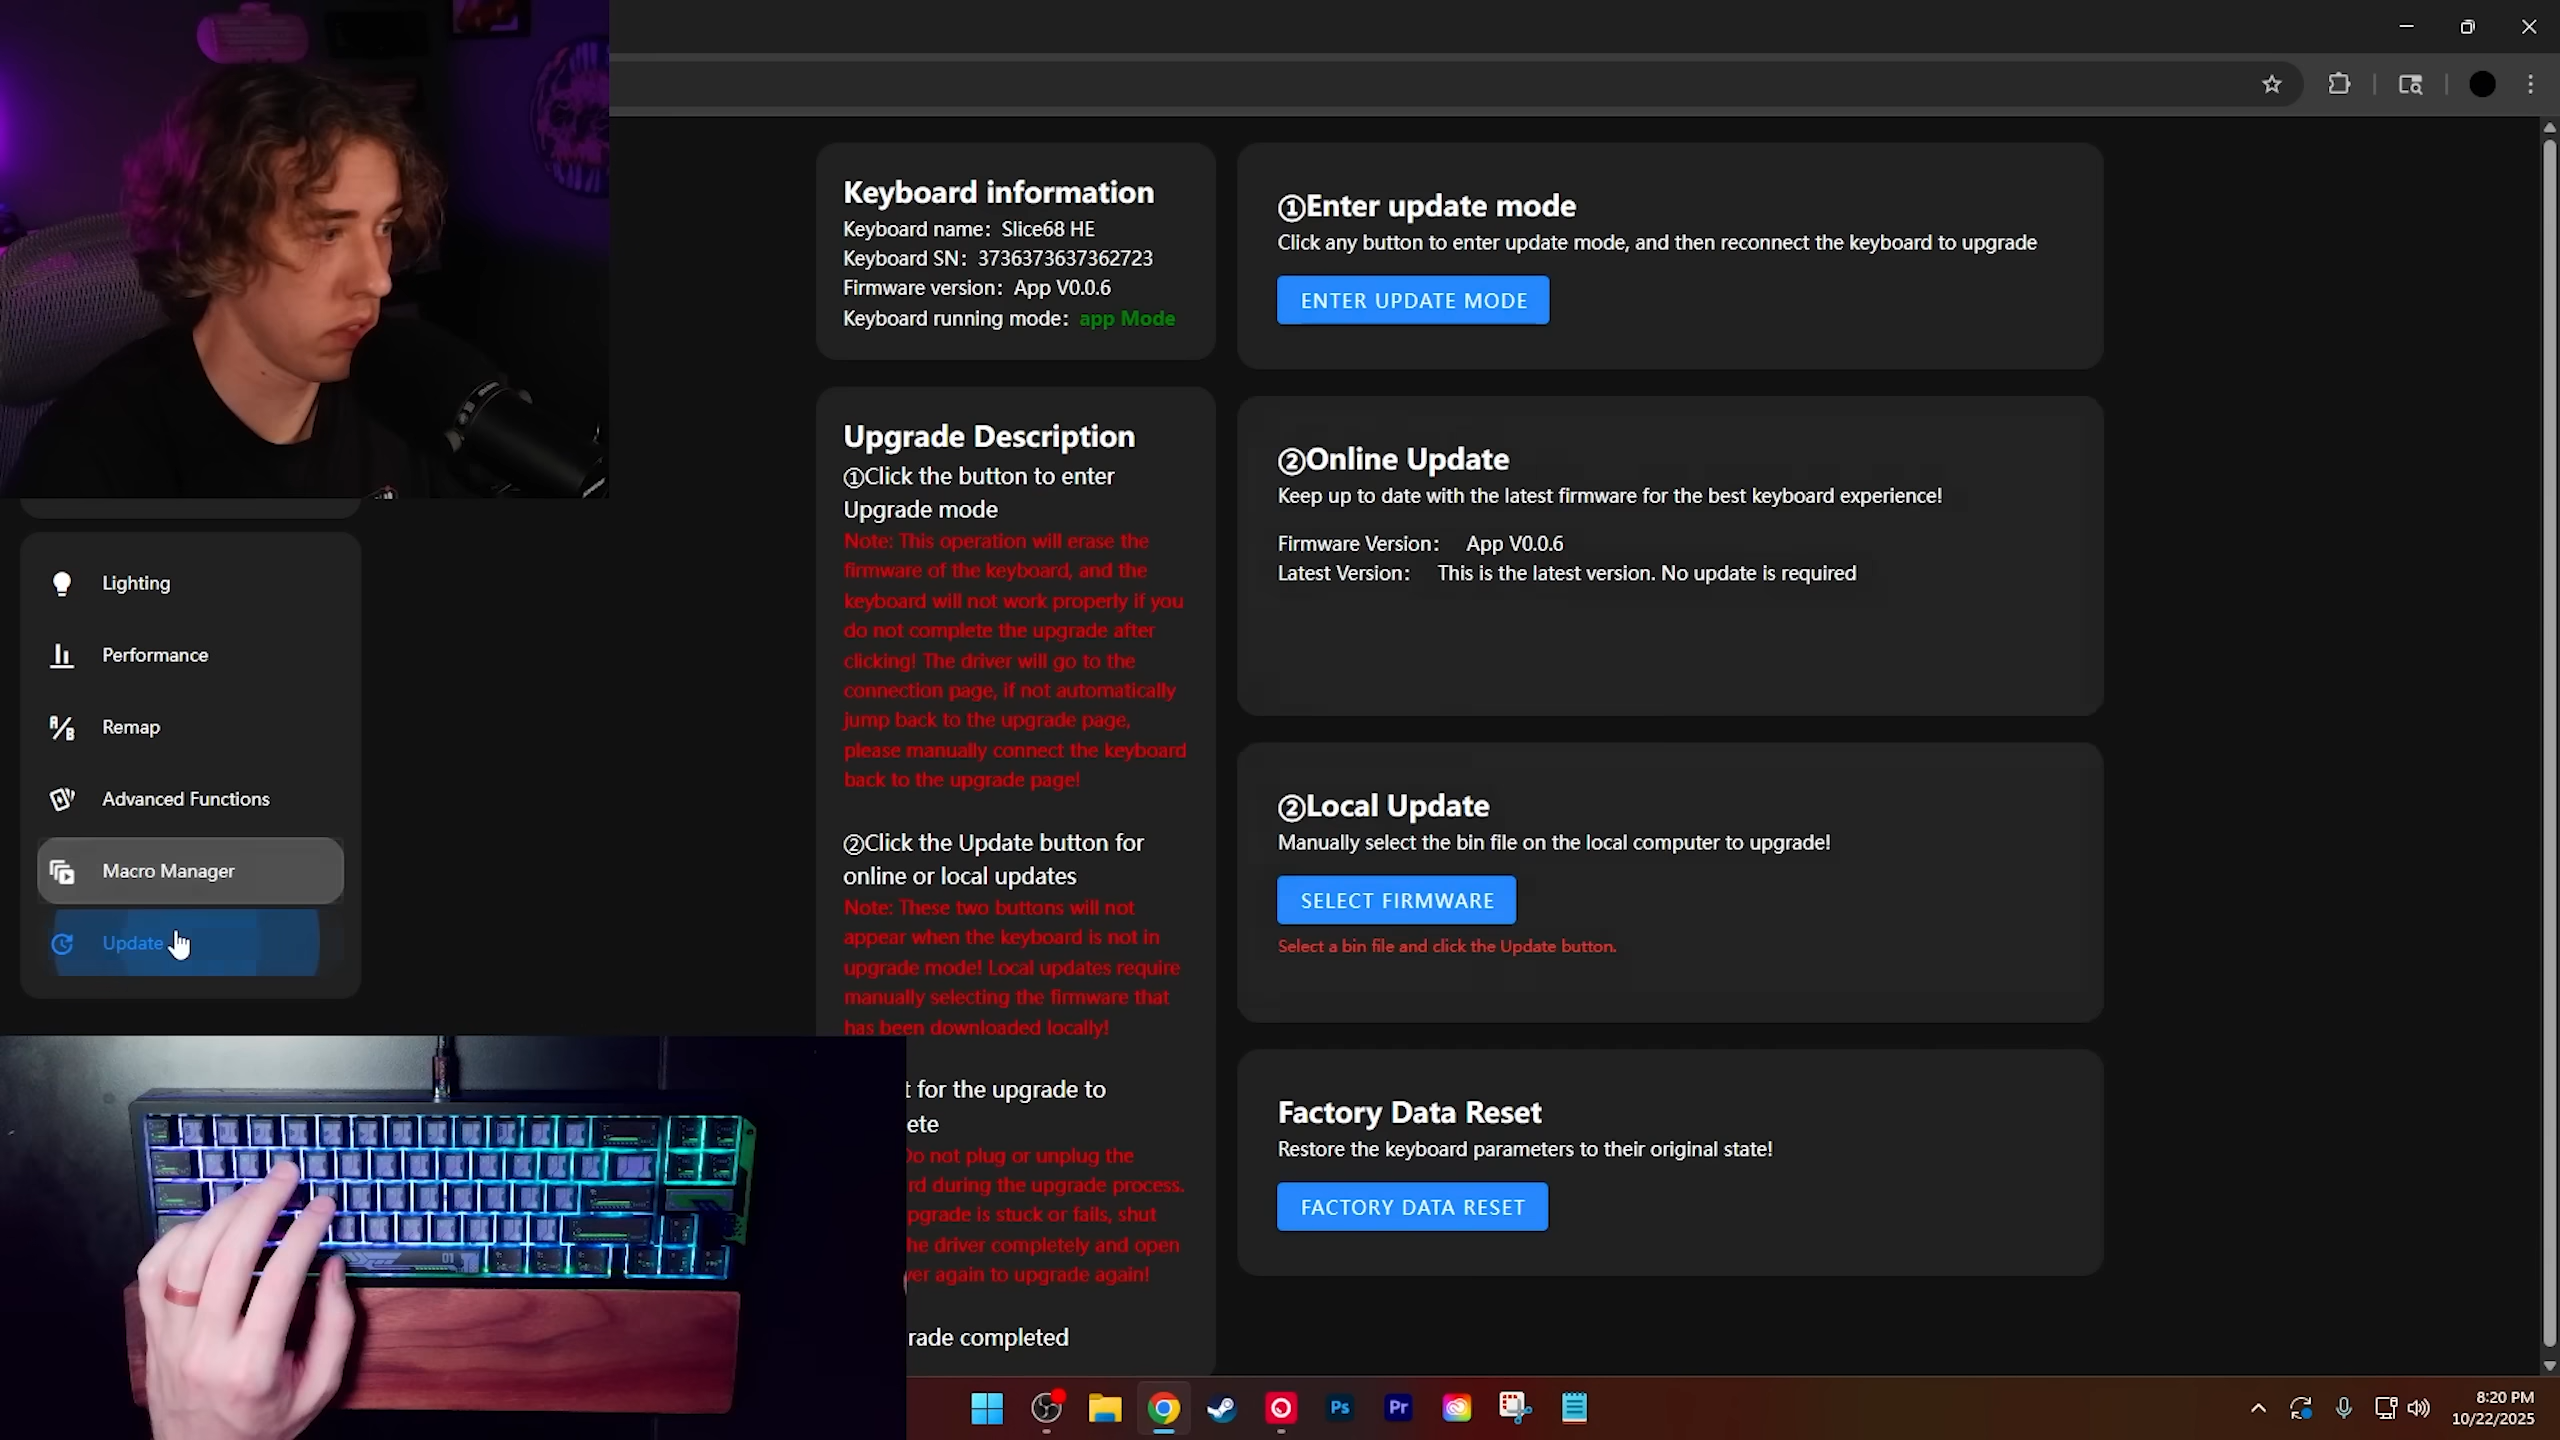 Keyboard information
Keyboard name: Slice68 HE
Keyboard SN: 3736373637362723
Firmware version: App V0.0.6
Keyboard running mode: app Mode
Upgrade Description
①Click the button to enter
Upgrade mode
Note: This operation will erase the
firmware of the keyboard, and the
keyboard will not work properly if you
do not complete the upgrade after
clicking! The driver will go to the
connection page, if not automatically
jump back to the upgrade page,
please manually connect the keyboard
back to the upgrade page!
②Click the Update button for
online or local updates
Note: These two buttons will not
appear when the keyboard is not in
upgrade mode! Local updates require
manually selecting the firmware that
has been downloaded locally!
t for the upgrade to
ete
Do not plug or unplug the
rd during the upgrade process.
pgrade is stuck or fails, shut
he driver completely and open
ver again to upgrade again!
rade completed
①Enter update mode
Click any button to enter update mode, and then reconnect the keyboard to upgrade
ENTER UPDATE MODE
②Online Update
Keep up to date with the latest firmware for the best keyboard experience!
Firmware Version: App V0.0.6
Latest Version: This is the latest version. No update is required
②Local Update
Manually select the bin file on the local computer to upgrade!
SELECT FIRMWARE
Select a bin file and click the Update button.
Factory Data Reset
Restore the keyboard parameters to their original state!
FACTORY DATA RESET
Lighting
Performance
Remap
Advanced Functions
Macro Manager
Update
01
Ps
Pr
8:20 PM
10/22/2025